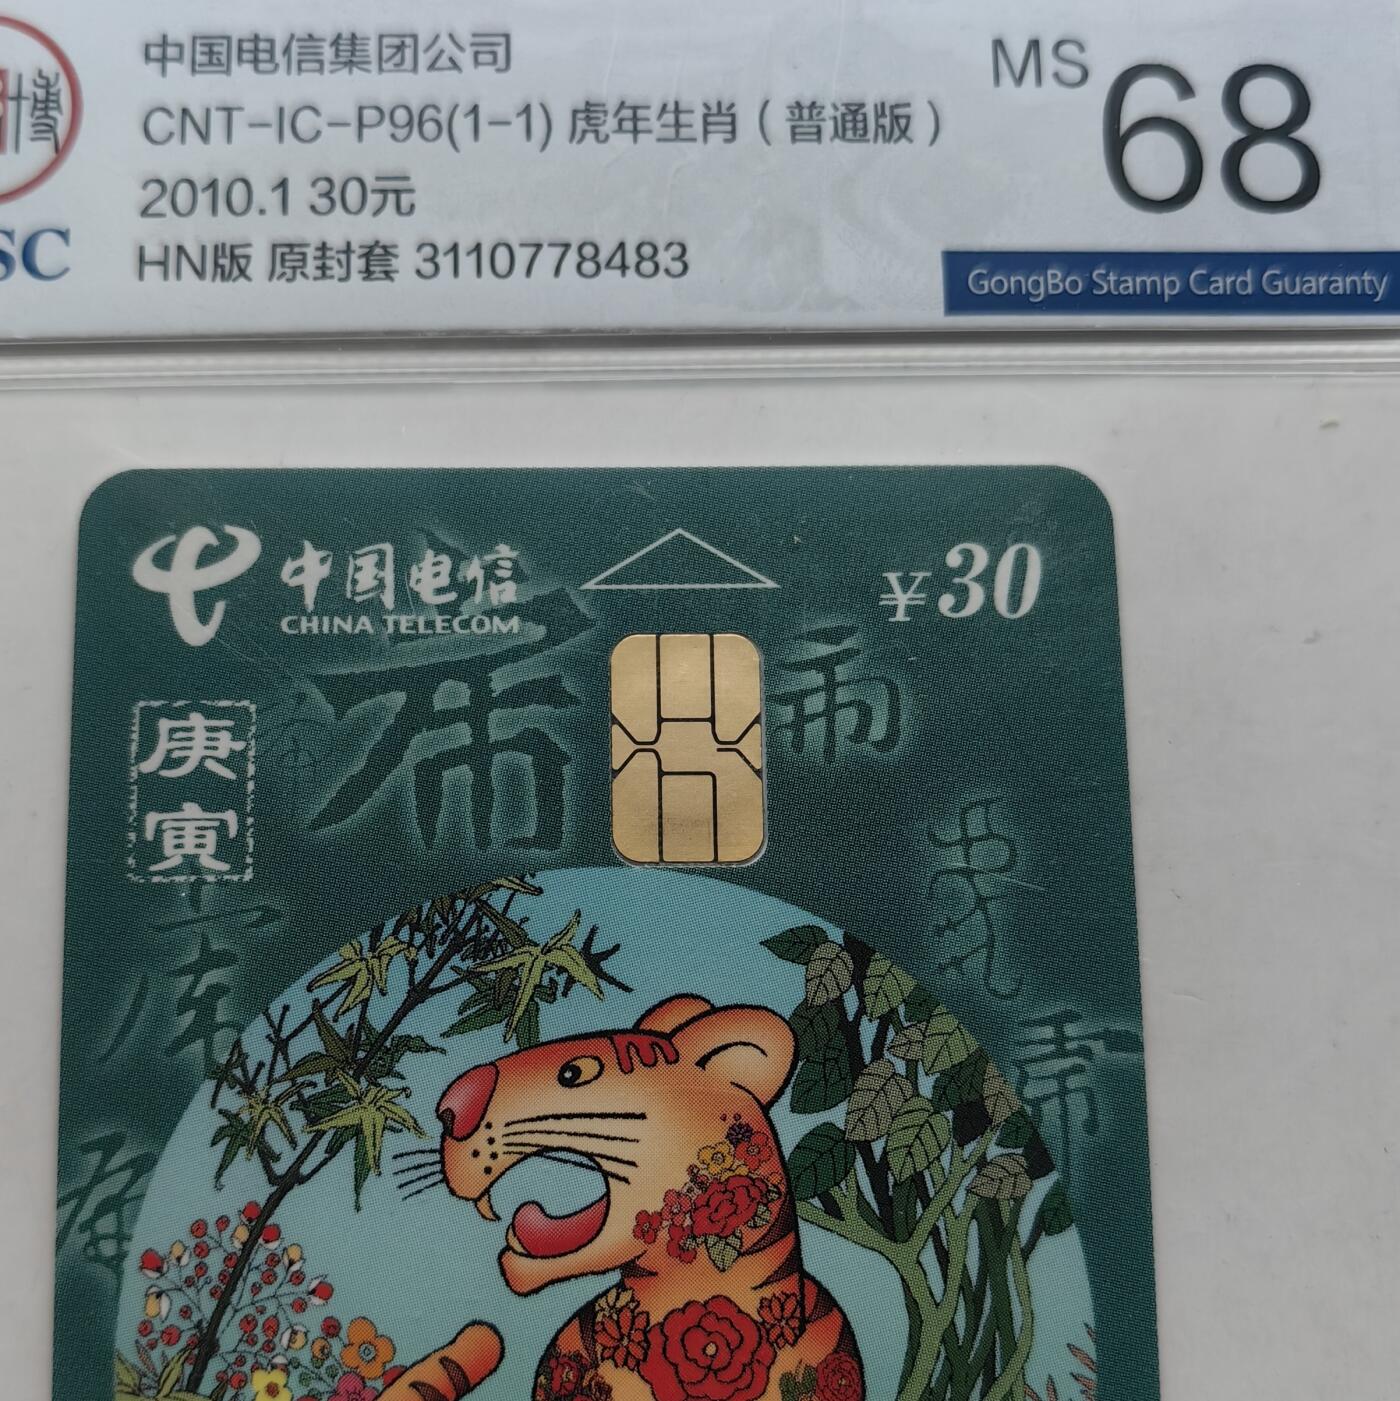 中国电信集团公司
CNT-IC-P96(1-1) 虎年生肖（普通版）
2010.1 30元
HN版 原封套 3110778483
MS 68
博
SC
GongBo Stamp Card Guaranty
中国电信
CHINA TELECOM
¥30
庚
寅